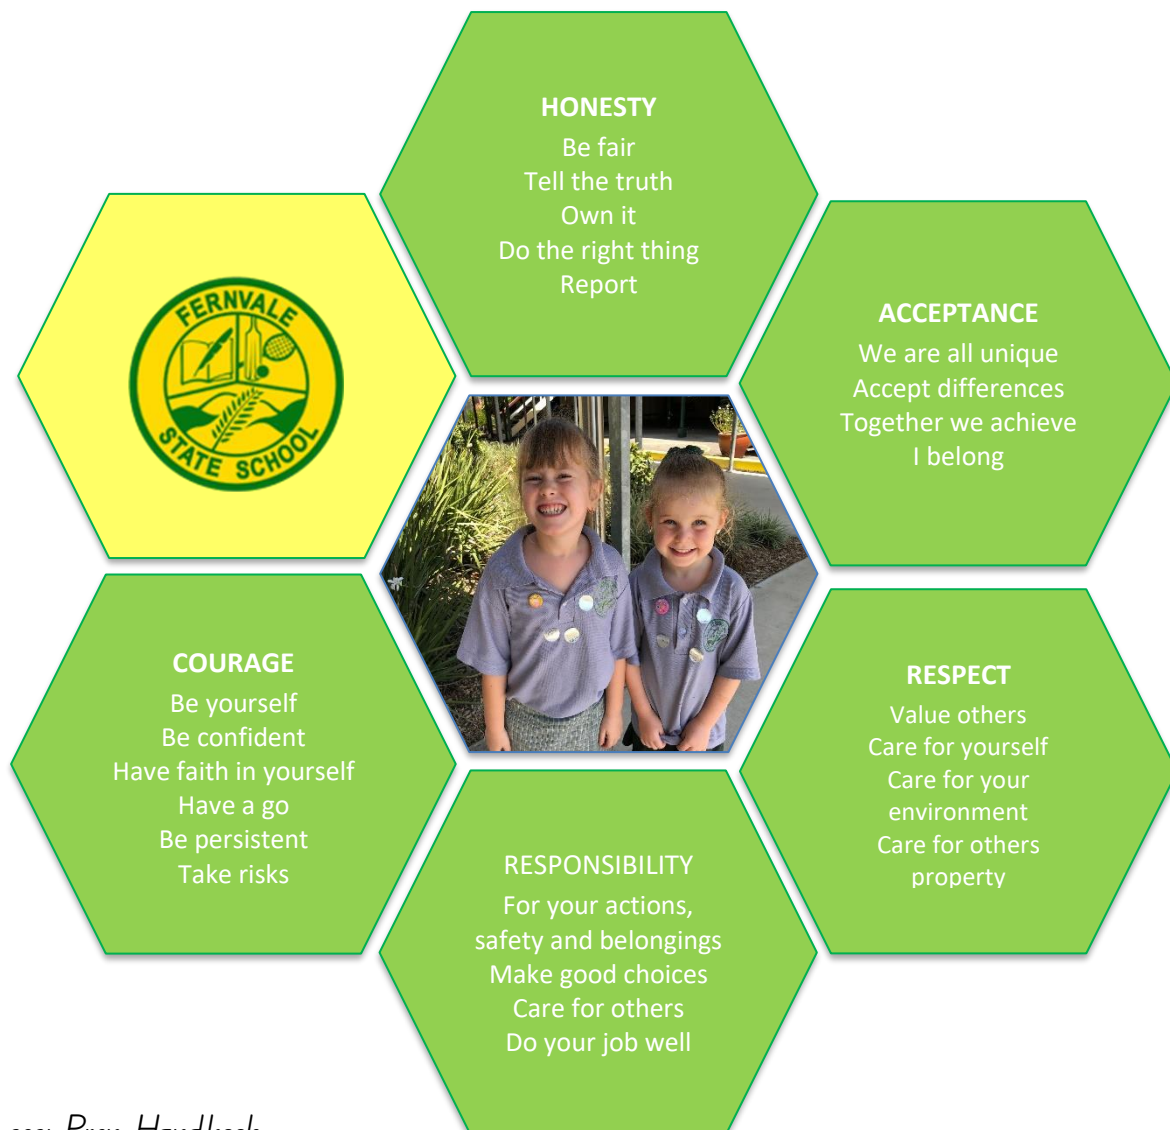 HONESTY
Be fair
Tell the truth
Own it
Do the right thing
Report
FERNVALE
STATE SCHOOL
ACCEPTANCE
We are all unique
Accept differences
Together we achieve
I belong
COURAGE
Be yourself
Be confident
Have faith in yourself
Have a go
Be persistent
Take risks
RESPECT
Value others
Care for yourself
Care for your
environment
Care for others
property
RESPONSIBILITY
For your actions,
safety and belongings
Make good choices
Care for others
Do your job well
Prep Handbook